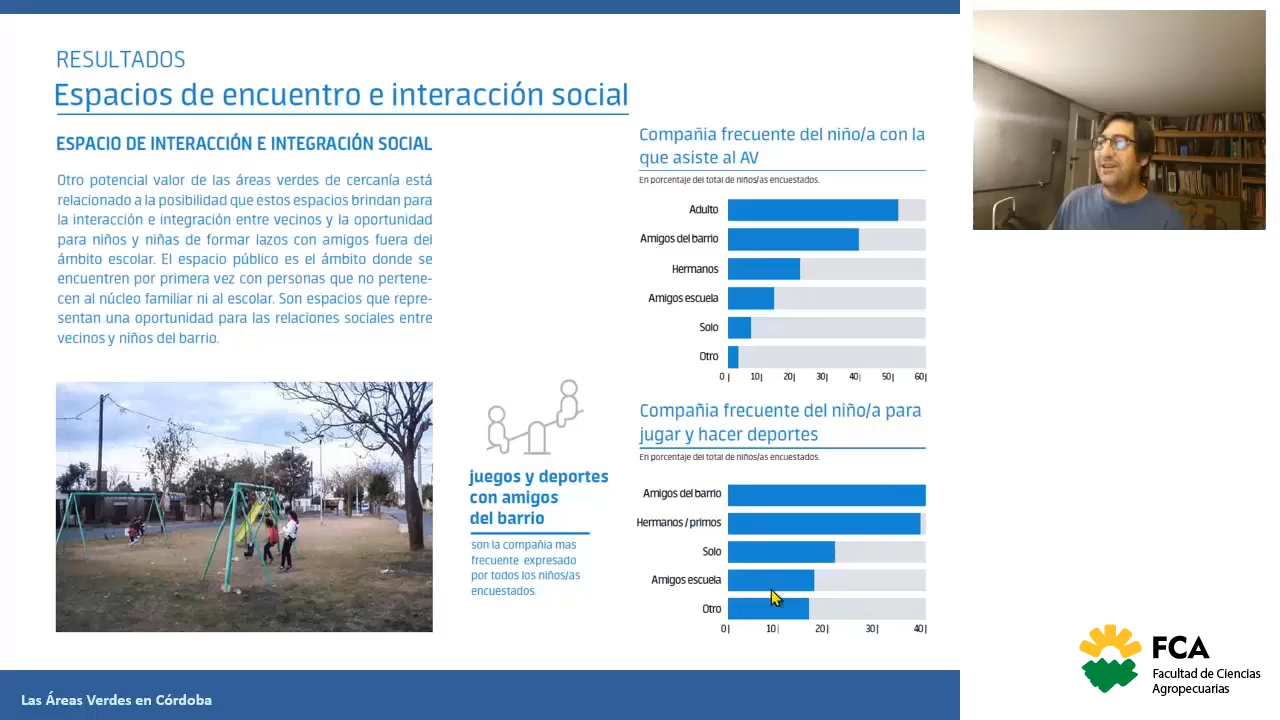 RESULTADOS
Espacios de encuentro e interacción social
ESPACIO DE INTERACCIÓN E INTEGRACIÓN SOCIAL
Otro potencial valor de las áreas verdes de cercanía está
relacionado a la posibilidad que estos espacios brindan para
la interacción e integración entre vecinos y la oportunidad
para niños y niñas de formar lazos con amigos fuera del
ámbito escolar. El espacio público es el ámbito donde se
encuentren por primera vez con personas que no pertene-
cen al núcleo familiar ni al escolar. Son espacios que repre-
sentan una oportunidad para las relaciones sociales entre
vecinos y niños del barrio.
juegos y deportes
con amigos
del barrio
son la compañia mas
frecuente expresado
por todos los niños/as
encuestados.
Compañia frecuente del niño/a con la
que asiste al AV
En porcentaje del total de niños/as encuestados.
Adulto
Amigos del barrio
Hermanos
Amigos escuela
Solo
Otro
0 10 20 30 40 50 60
Compañia frecuente del niño/a para
jugar y hacer deportes
En porcentaje del total de niños/as encuestados.
Amigos del barrio
Hermanos / primos
Solo
Amigos escuela
Otro
0 10 20 30 40
Las Áreas Verdes en Córdoba
FCA
Facultad de Ciencias
Agropecuarias